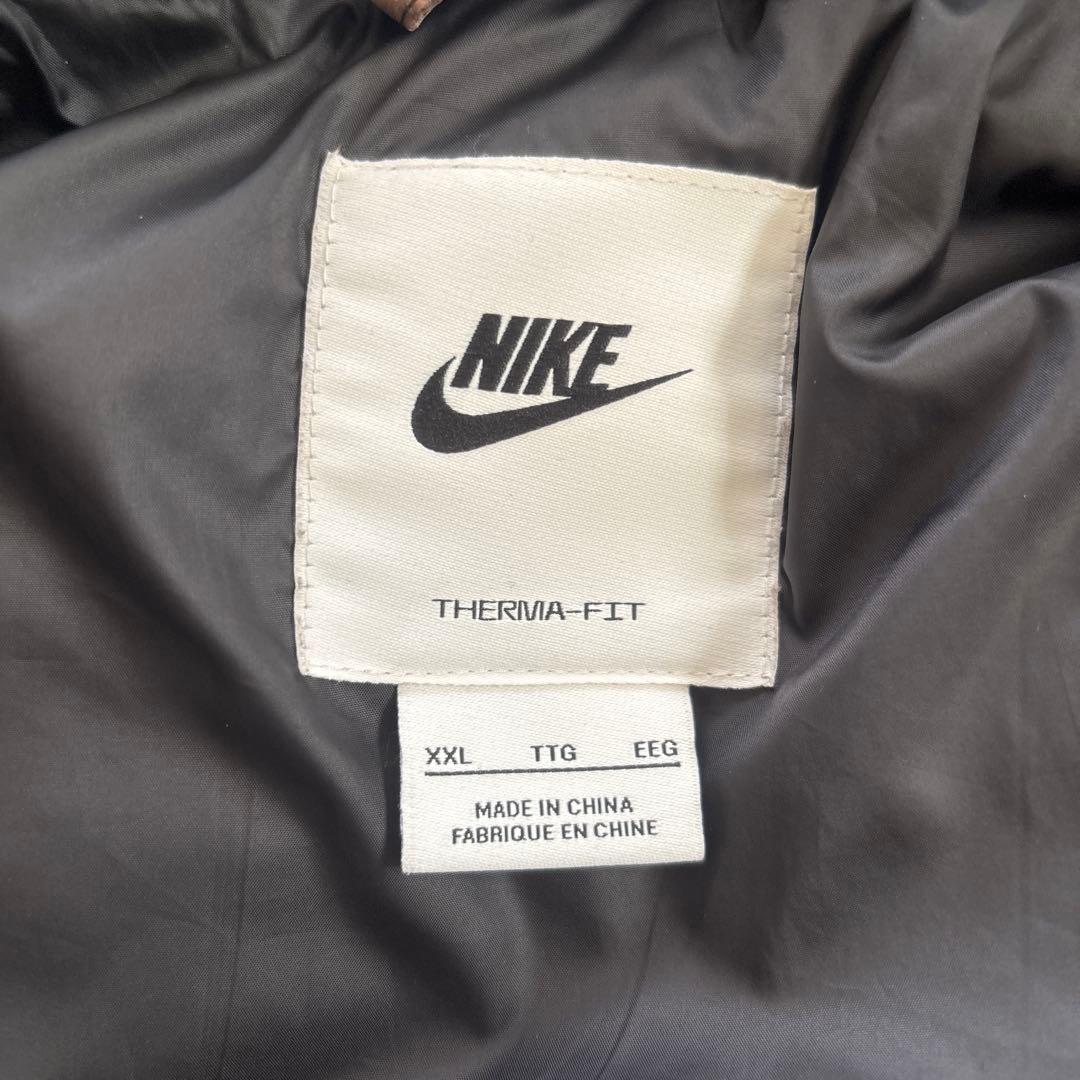 NIKE
THERMA-FIT
XXL TTG EEG
MADE IN CHINA
FABRIQUE EN CHINE